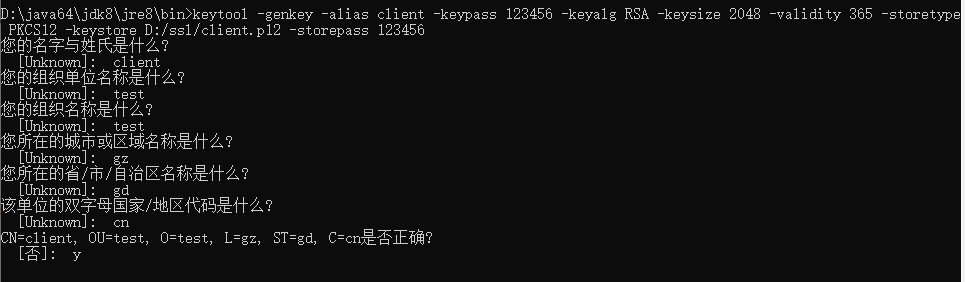 D:\java64\jdk8\jre8\bin>keytool -genkey -alias client -keypass 123456 -keyalg RSA -keysize 2048 -validity 365 -storetype
PKCS12 -keystore D:/ssl/client.p12 -storepass 123456
您的名字与姓氏是什么?
[Unknown]:  client
您的组织单位名称是什么?
[Unknown]:  test
您的组织名称是什么?
[Unknown]:  test
您所在的城市或区域名称是什么?
[Unknown]:  gz
您所在的省/市/自治区名称是什么?
[Unknown]:  gd
该单位的双字母国家/地区代码是什么?
[Unknown]:  cn
CN=client, OU=test, O=test, L=gz, ST=gd, C=cn是否正确?
[否]:  y